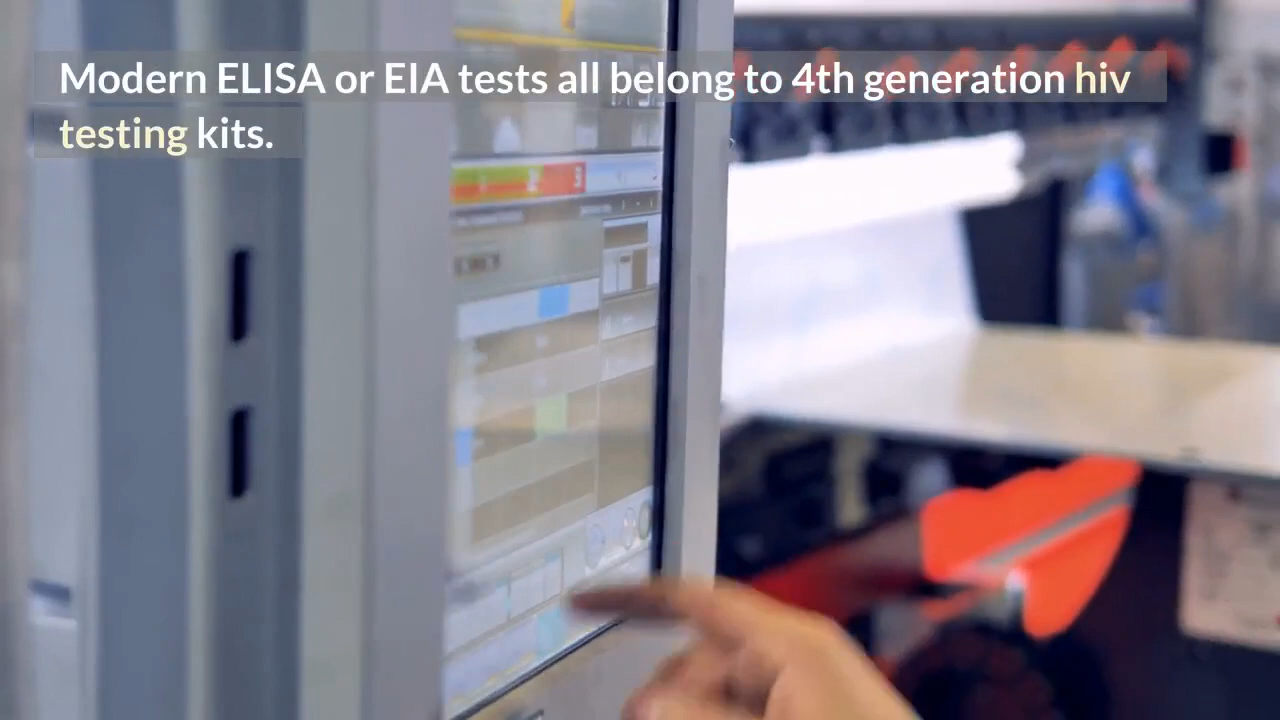 Modern ELISA or EIA tests all belong to 4th generation hiv
testing kits.